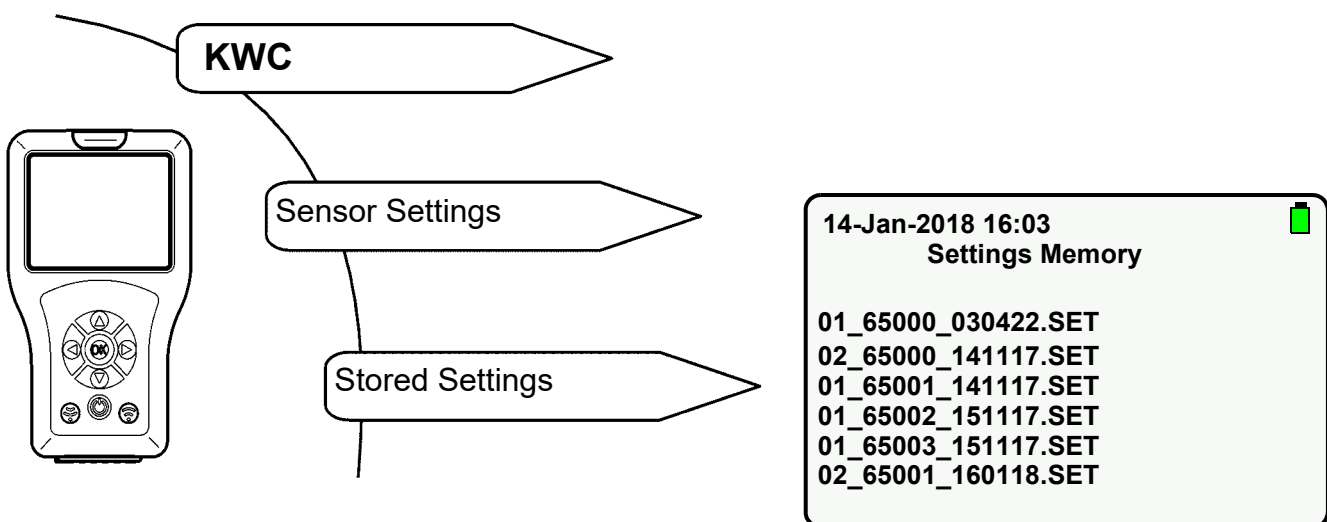 KWC
Sensor Settings
Stored Settings
OK
14-Jan-2018 16:03
Settings Memory
01_65000_030422.SET
02_65000_141117.SET
01_65001_141117.SET
01_65002_151117.SET
01_65003_151117.SET
02_65001_160118.SET